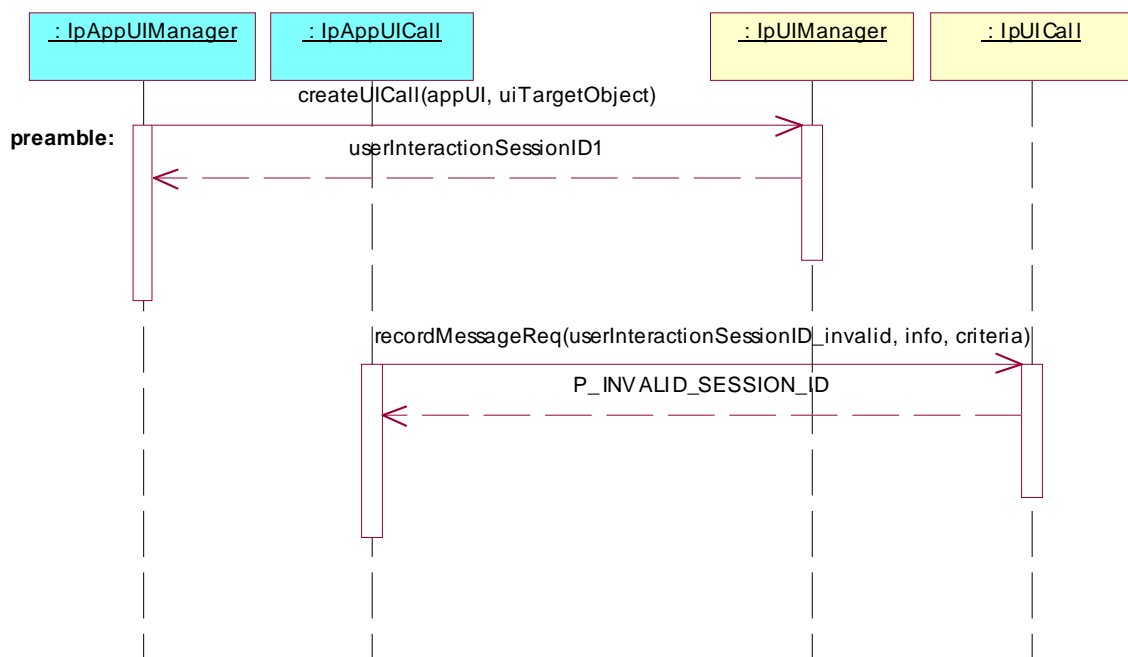 : IpAppUIManager
: IpAppUICall
: IpUIManager
: IpUICall
createUICall(appUI, uiTargetObject)
preamble:
userInteractionSessionID1
recordMessageReq(userInteractionSessionID_invalid, info, criteria)
P_INVALID_SESSION_ID